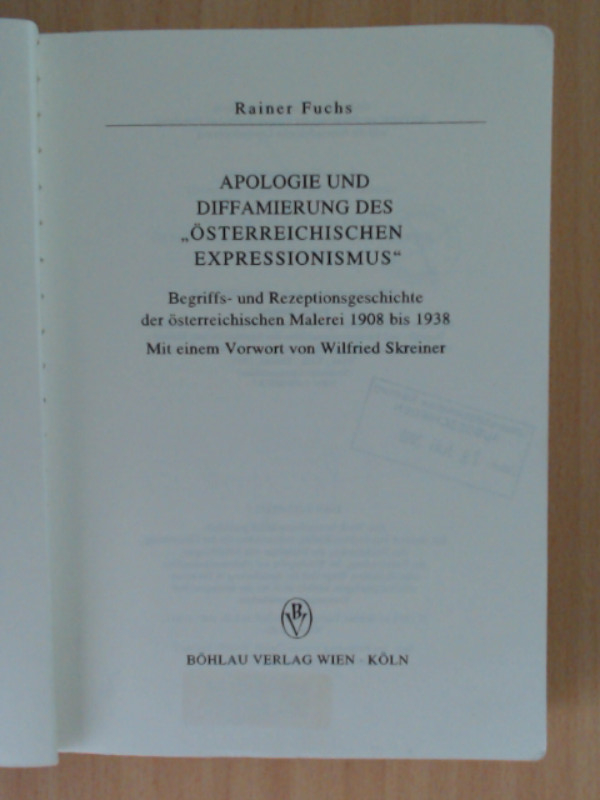 Rainer Fuchs
APOLOGIE UND
DIFFAMIERUNG DES
„ÖSTERREICHISCHEN
EXPRESSIONISMUS“
Begriffs- und Rezeptionsgeschichte
der österreichischen Malerei 1908 bis 1938
Mit einem Vorwort von Wilfried Skreiner
BV
BÖHLAU VERLAG WIEN · KÖLN